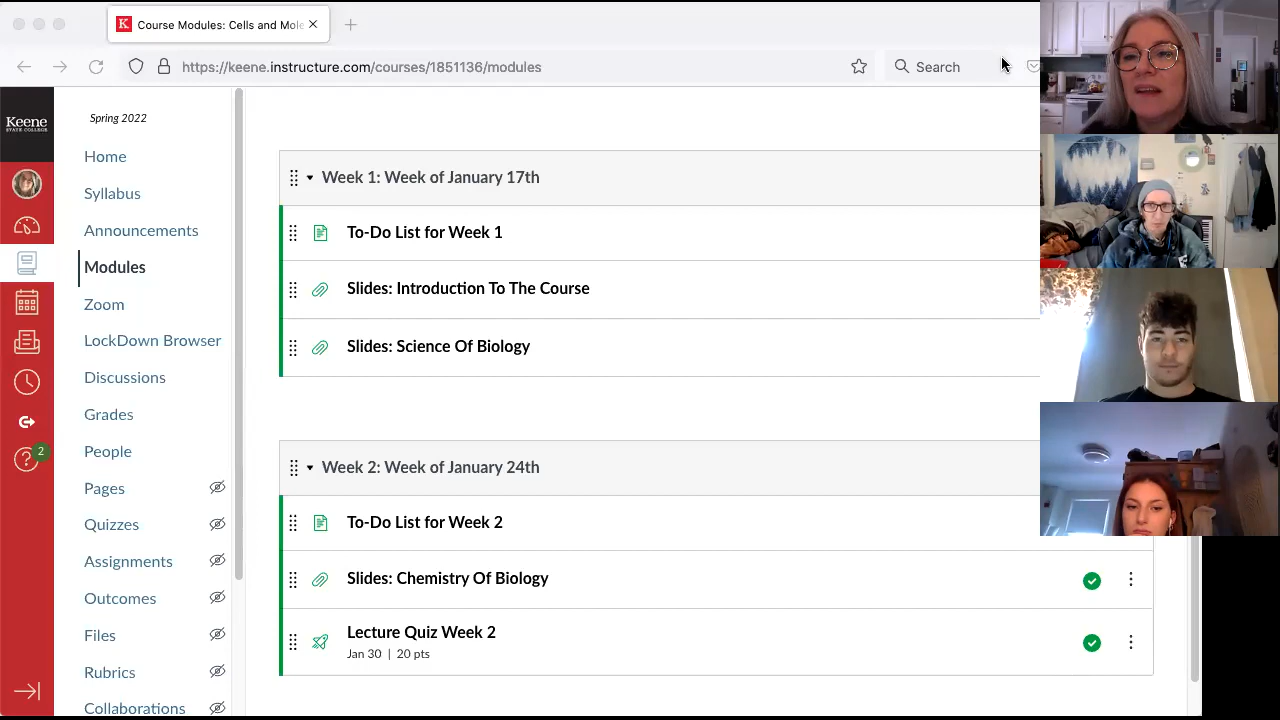 K Course Modules: Cells and Mole
https://keene.instructure.com/courses/1851136/modules
Search
Keene
STATE COLLEGE
2
Spring 2022
Home
Syllabus
Announcements
Modules
Zoom
LockDown Browser
Discussions
Grades
People
Pages
Quizzes
Assignments
Outcomes
Files
Rubrics
Collaborations
Week 1: Week of January 17th
To-Do List for Week 1
Slides: Introduction To The Course
Slides: Science Of Biology
Week 2: Week of January 24th
To-Do List for Week 2
Slides: Chemistry Of Biology
Lecture Quiz Week 2
Jan 30 | 20 pts